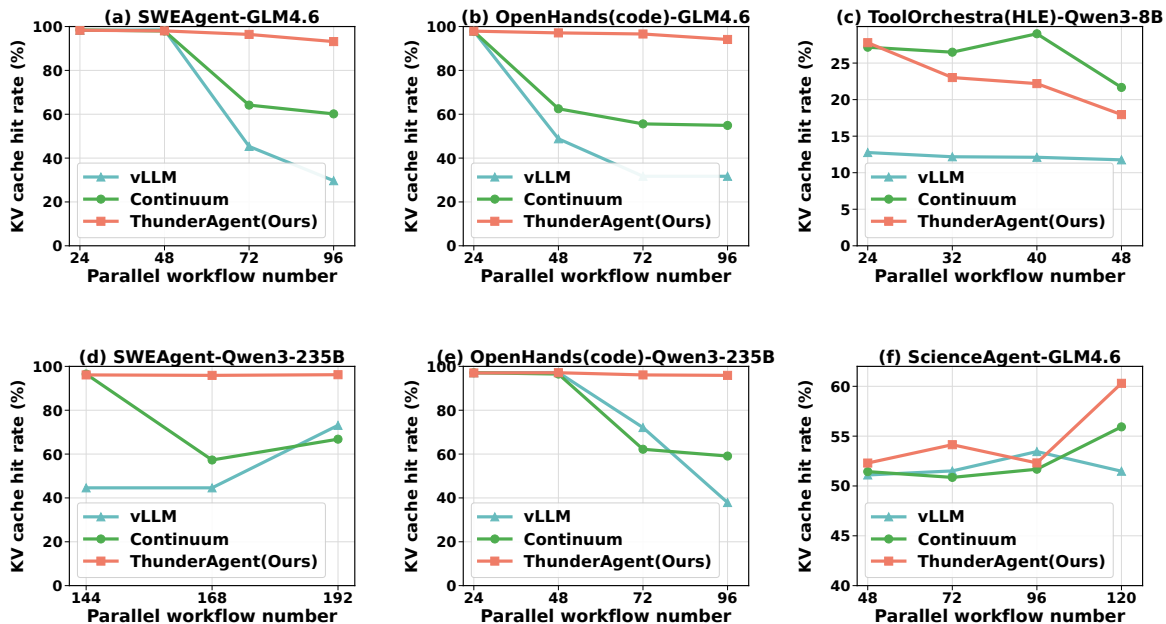 (a) SWEAgent-GLM4.6
KV cache hit rate (%)
100
80
60
40
20
0
vLLM
Continuum
ThunderAgent(Ours)
24 48 72 96
Parallel workflow number
(b) OpenHands(code)-GLM4.6
KV cache hit rate (%)
100
80
60
40
20
0
vLLM
Continuum
ThunderAgent(Ours)
24 48 72 96
Parallel workflow number
(c) ToolOrchestra(HLE)-Qwen3-8B
KV cache hit rate (%)
25
20
15
10
5
0
vLLM
Continuum
ThunderAgent(Ours)
24 32 40 48
Parallel workflow number
(d) SWEAgent-Qwen3-235B
KV cache hit rate (%)
100
80
60
40
20
0
vLLM
Continuum
ThunderAgent(Ours)
144 168 192
Parallel workflow number
(e) OpenHands(code)-Qwen3-235B
KV cache hit rate (%)
100
80
60
40
20
0
vLLM
Continuum
ThunderAgent(Ours)
24 48 72 96
Parallel workflow number
(f) ScienceAgent-GLM4.6
KV cache hit rate (%)
60
55
50
45
40
vLLM
Continuum
ThunderAgent(Ours)
48 72 96 120
Parallel workflow number